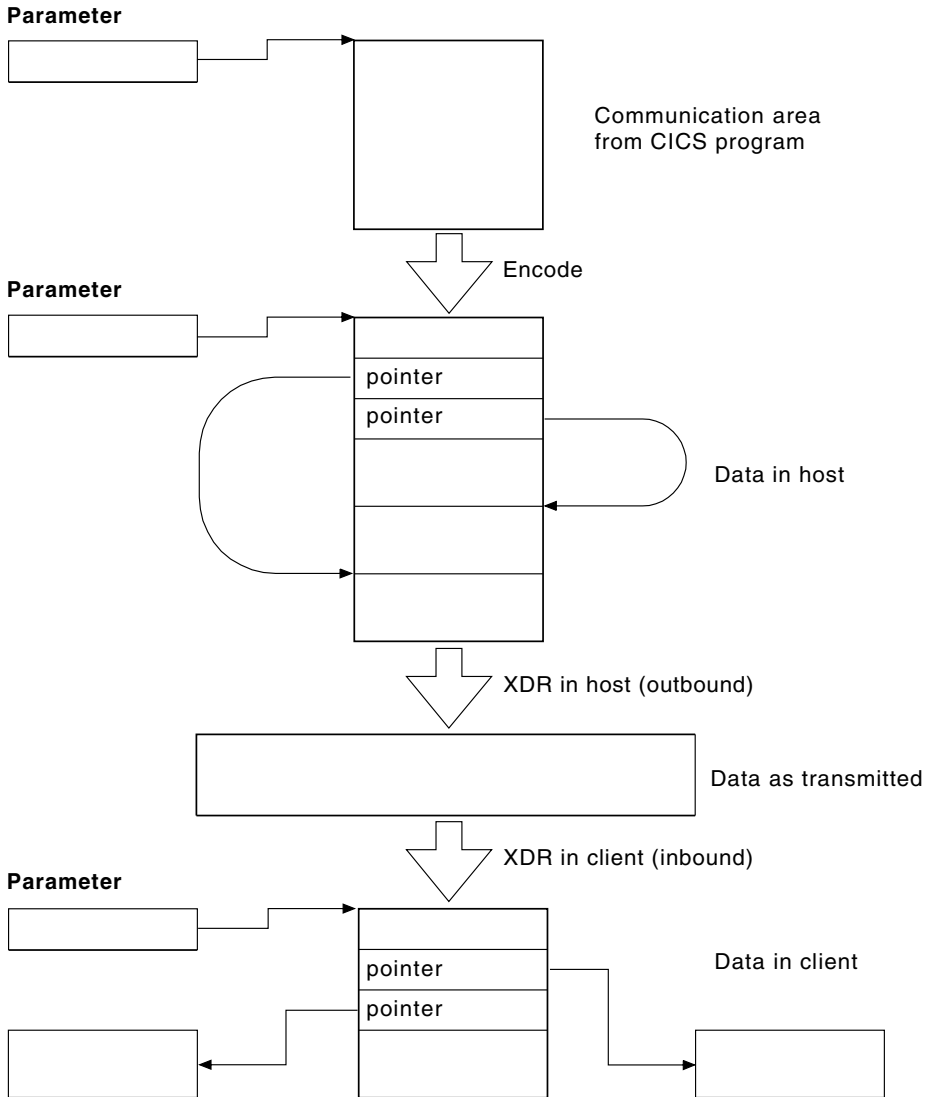 Parameter
Communication area
from CICS program
Encode
Parameter
pointer
pointer
Data in host
XDR in host (outbound)
Data as transmitted
XDR in client (inbound)
Parameter
pointer
Data in client
pointer